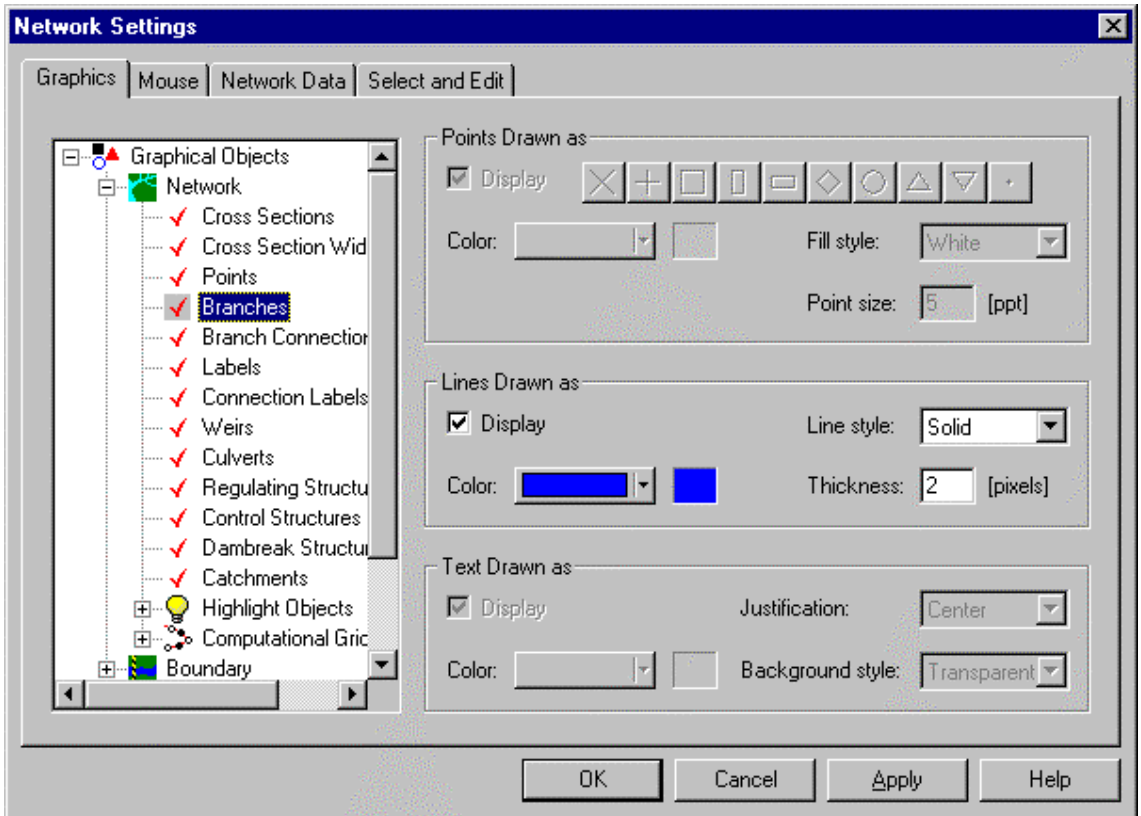 Network Settings
Graphics
Mouse
Network Data
Select and Edit
Graphical Objects
Network
Cross Sections
Cross Section Wid
Points
Branches
Branch Connection
Labels
Connection Labels
Weirs
Culverts
Regulating Structu
Control Structures
Dambreak Structur
Catchments
Highlight Objects
Computational Gric
Boundary
Points Drawn as
Display
Color:
Fill style: White
Point size: 5 [ppt]
Lines Drawn as
Display
Line style: Solid
Color:
Thickness: 2 [pixels]
Text Drawn as
Display
Justification: Center
Color:
Background style: Transparent
OK
Cancel
Apply
Help